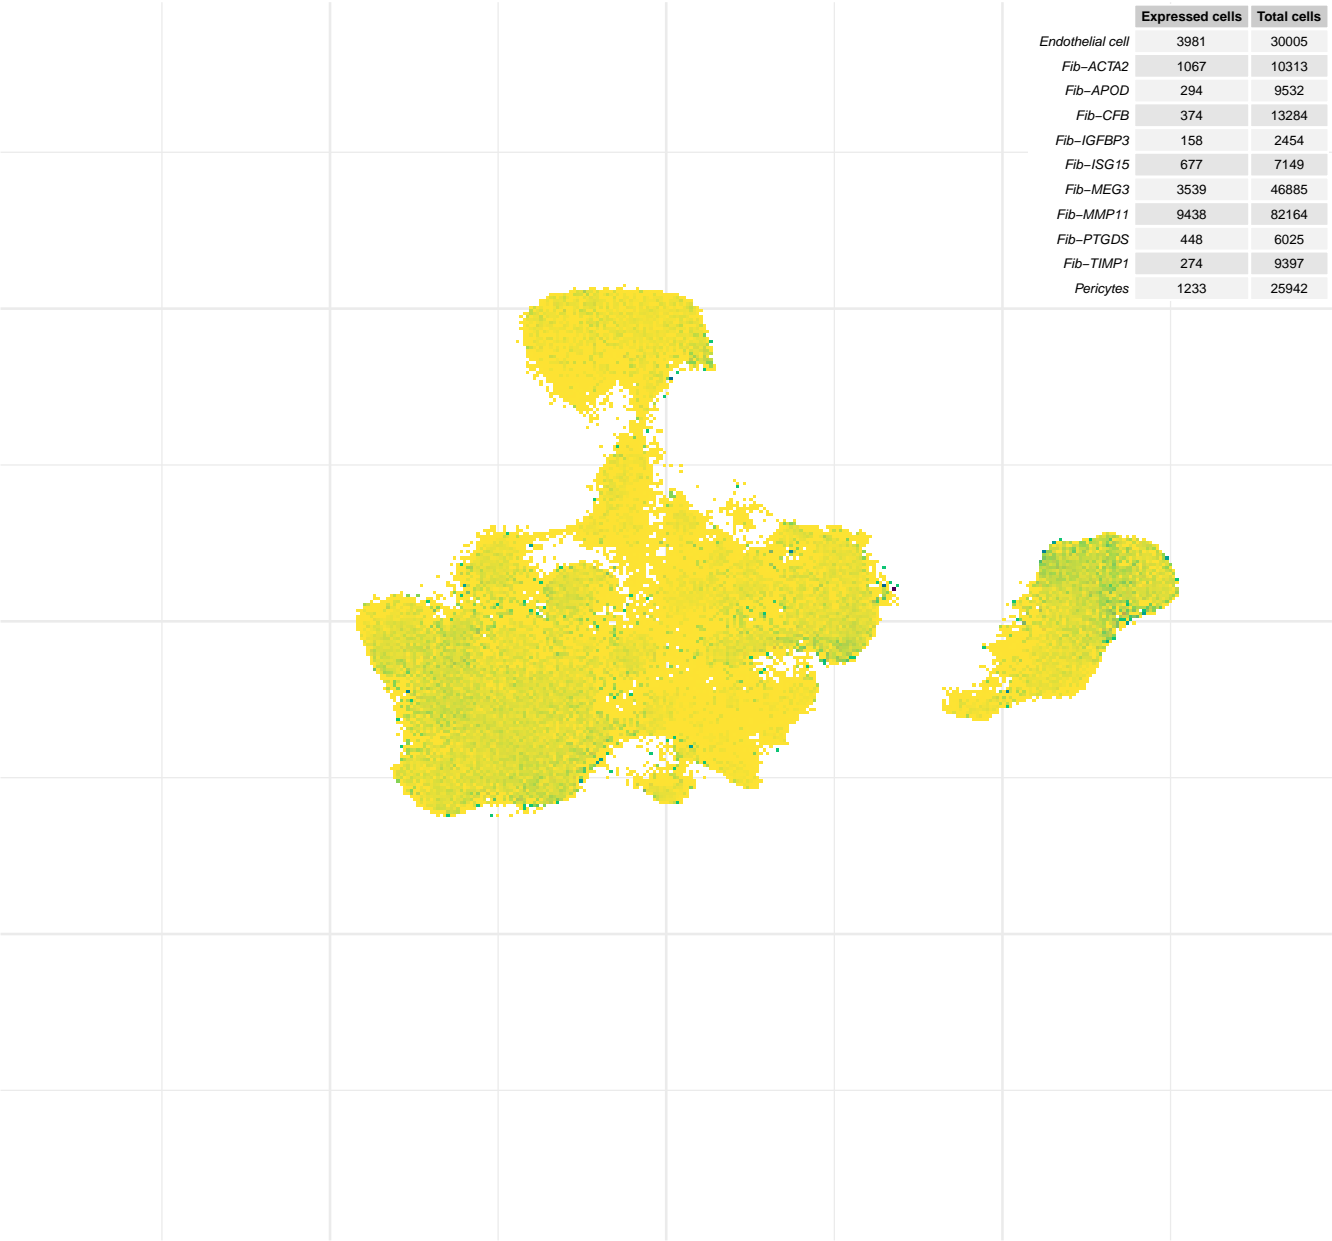 Expressed cells Total cells
Endothelial cell 3981 30005
Fib−ACTA2 1067 10313
Fib−APOD 294 9532
Fib−CFB 374 13284
Fib−IGFBP3 158 2454
Fib−ISG15 677 7149
Fib−MEG3 3539 46885
Fib−MMP11 9438 82164
Fib−PTGDS 448 6025
Fib−TIMP1 274 9397
Pericytes 1233 25942